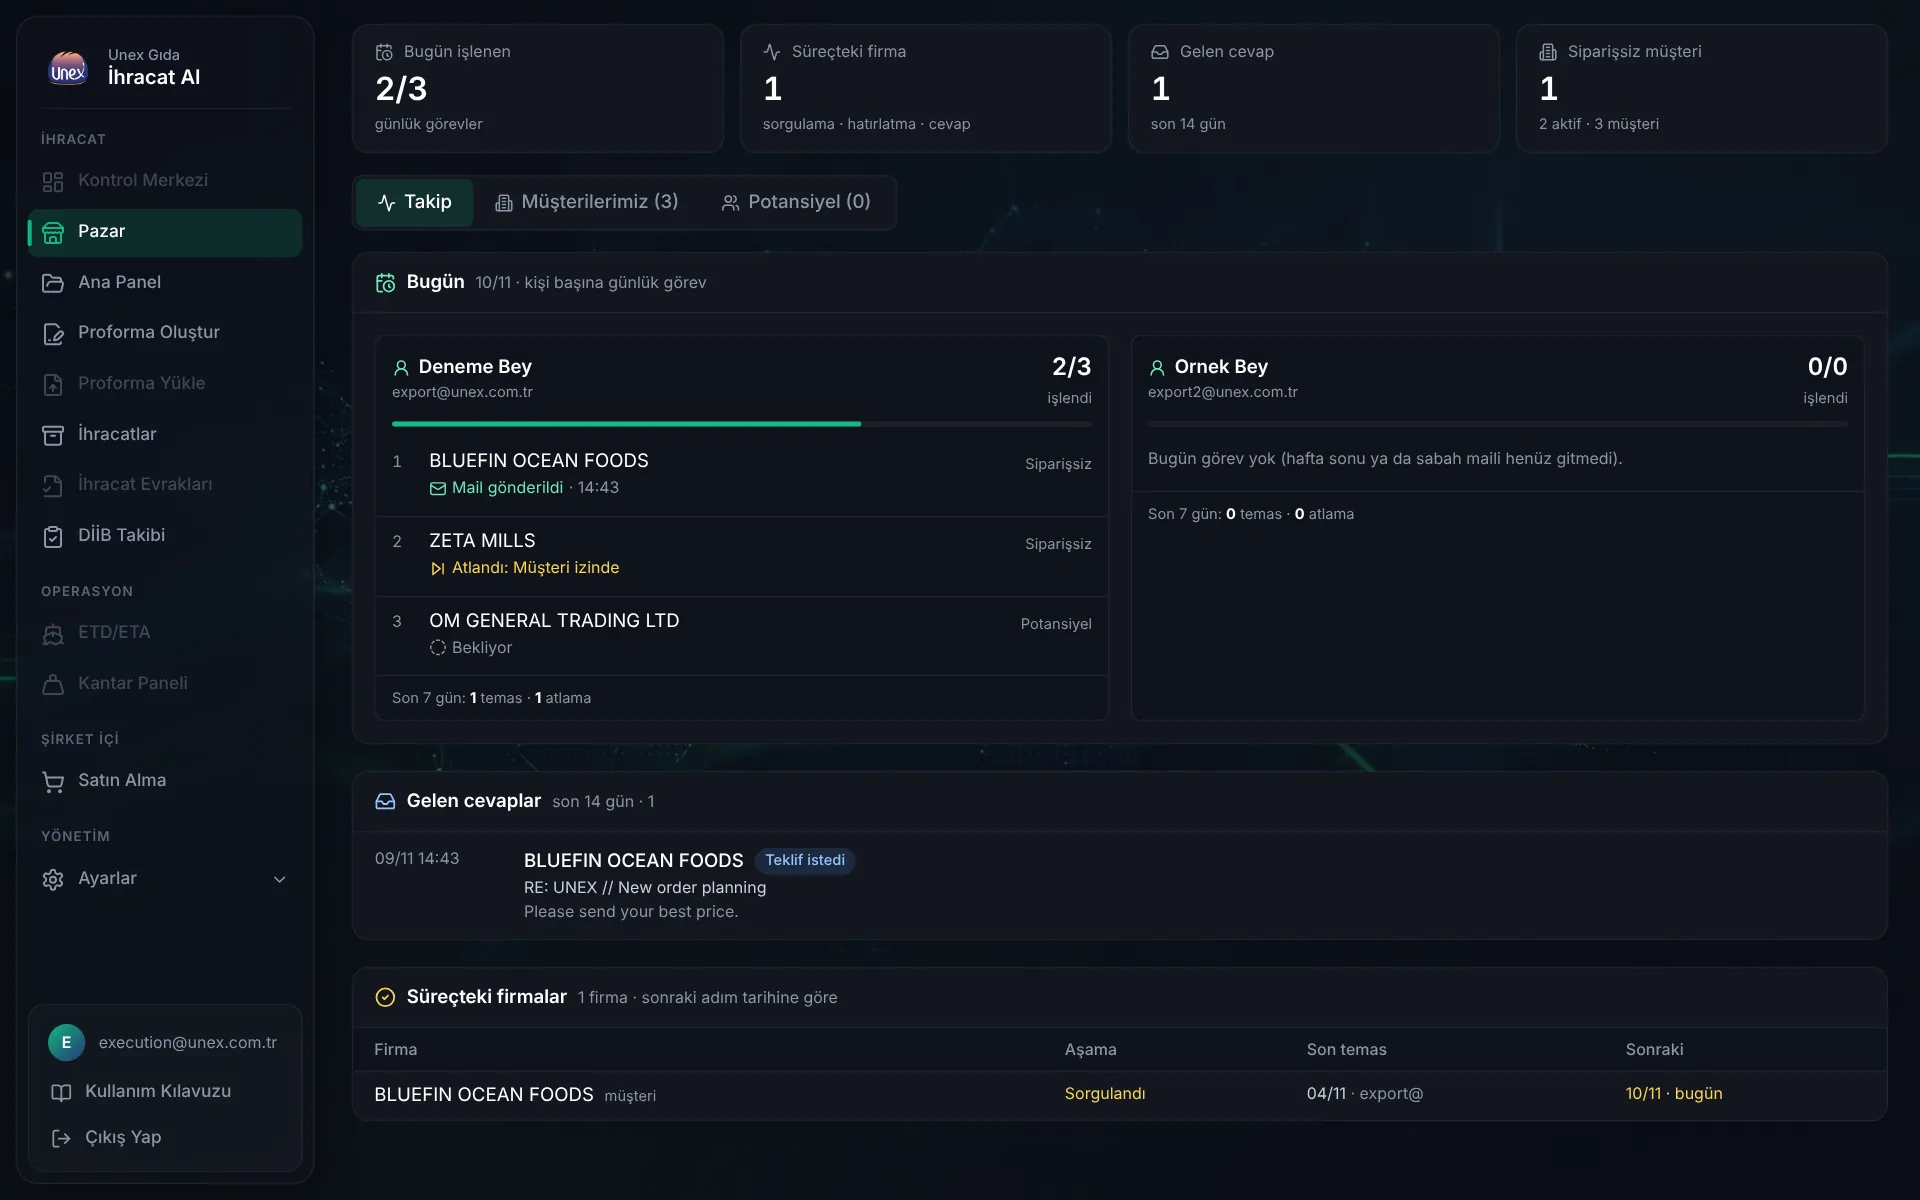 Unex Gıda
İhracat AI
unex
İHRACAT
Kontrol Merkezi
Pazar
Ana Panel
Proforma Oluştur
Proforma Yükle
İhracatlar
İhracat Evrakları
DİİB Takibi
OPERASYON
ETD/ETA
Kantar Paneli
ŞİRKET İÇİ
Satın Alma
YÖNETİM
Ayarlar
E execution@unex.com.tr
Kullanım Kılavuzu
Çıkış Yap
Bugün işlenen
2/3
günlük görevler
Süreçteki firma
1
sorgulama · hatırlatma · cevap
Gelen cevap
1
son 14 gün
Siparişsiz müşteri
1
2 aktif · 3 müşteri
Takip Müşterilerimiz (3) Potansiyel (0)
Bugün 10/11 · kişi başına günlük görev
Deneme Bey 2/3
export@unex.com.tr işlendi
1 BLUEFIN OCEAN FOODS Siparişsiz
Mail gönderildi · 14:43
2 ZETA MILLS Siparişsiz
Atlandı: Müşteri izinde
3 OM GENERAL TRADING LTD Potansiyel
Bekliyor
Son 7 gün: 1 temas · 1 atlama
Ornek Bey 0/0
export2@unex.com.tr işlendi
Bugün görev yok (hafta sonu ya da sabah maili henüz gitmedi).
Son 7 gün: 0 temas · 0 atlama
Gelen cevaplar son 14 gün · 1
09/11 14:43 BLUEFIN OCEAN FOODS Teklif istedi
RE: UNEX // New order planning
Please send your best price.
Süreçteki firmalar 1 firma · sonraki adım tarihine göre
Firma Aşama Son temas Sonraki
BLUEFIN OCEAN FOODS müşteri Sorgulandı 04/11 · export@ 10/11 · bugün